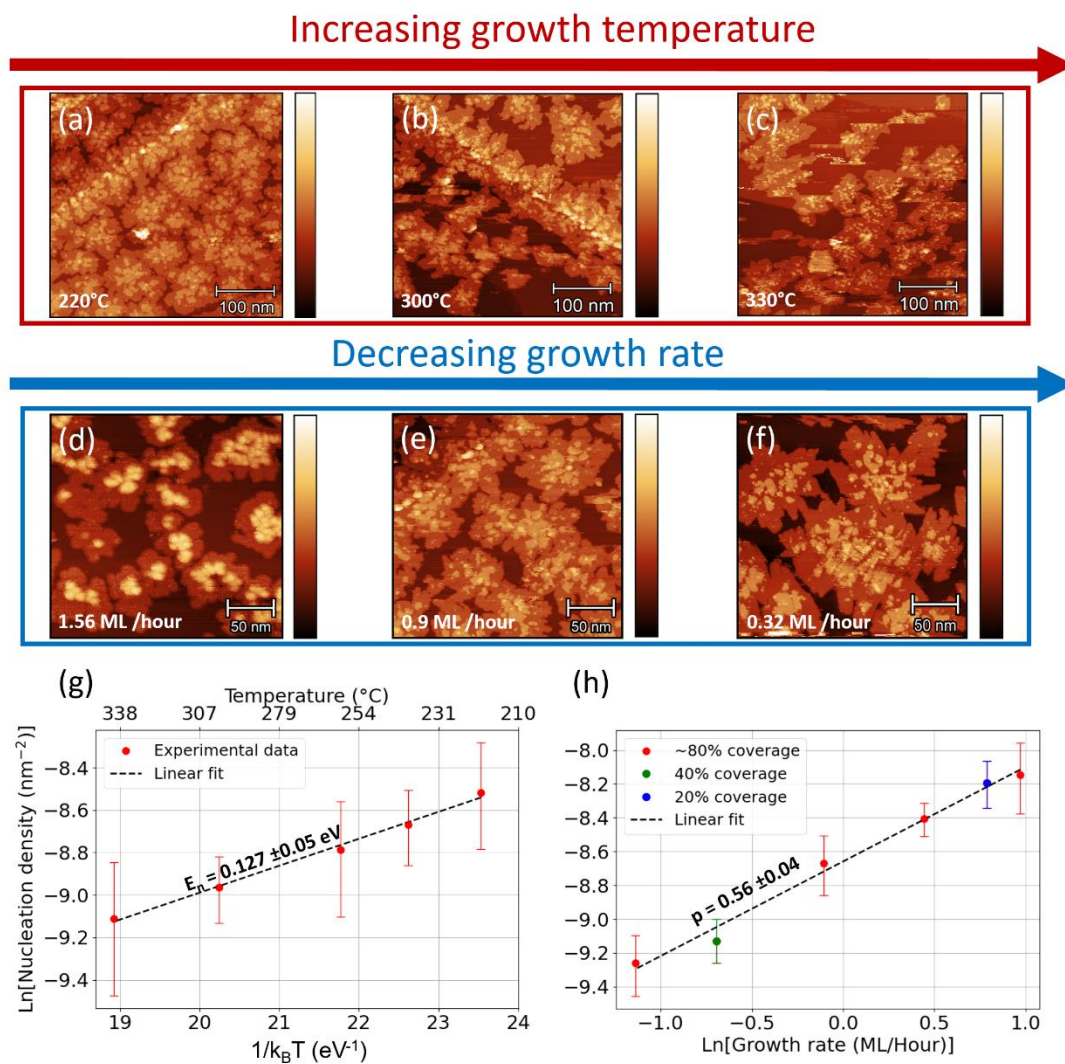 Increasing growth temperature
(a) (b) (c)
220°C 100 nm 300°C 100 nm 330°C 100 nm
Decreasing growth rate
(d) (e) (f)
1.56 ML /hour 50 nm 0.9 ML /hour 50 nm 0.32 ML /hour 50 nm
(g)
Temperature (°C)
338 307 279 254 231 210
Experimental data
Linear fit
Eₙ = 0.127 ±0.05 eV
Ln[Nucleation density (nm⁻²)]
−8.4
−8.6
−8.8
−9.0
−9.2
−9.4
19 20 21 22 23 24
1/k_BT (eV⁻¹)
(h)
~80% coverage
40% coverage
20% coverage
Linear fit
p = 0.56 ±0.04
−8.0
−8.2
−8.4
−8.6
−8.8
−9.0
−9.2
−9.4
−1.0 −0.5 0.0 0.5 1.0
Ln[Growth rate (ML/Hour)]